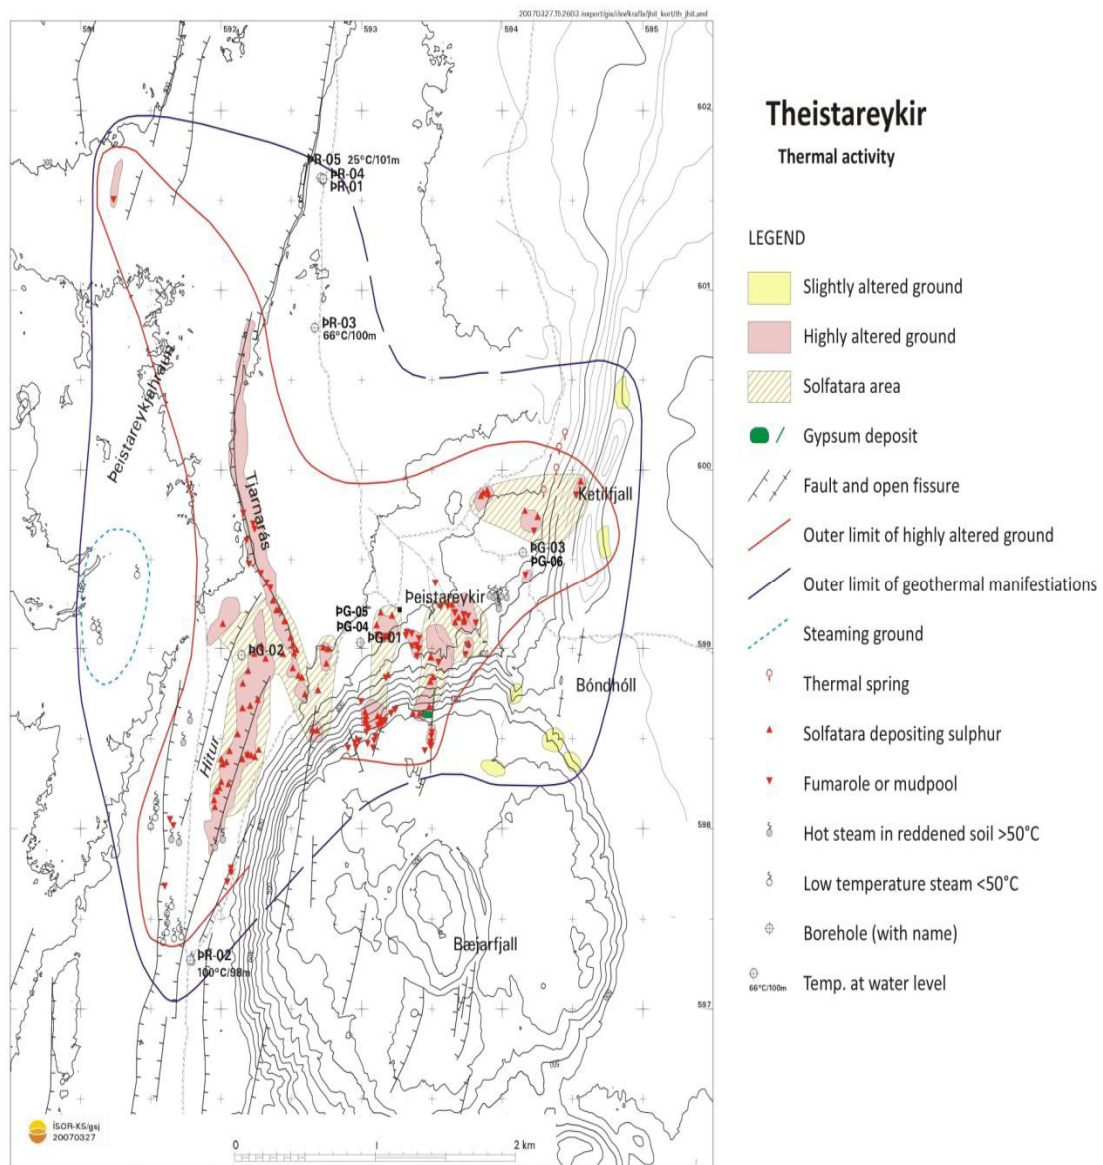 20070327.152603 /export/gis/dev/krafla/jhit_kort/th_jhit.aml
591
592
593
594
595
602
ÞR-05 25°C/101m
ÞR-04
ÞR-01
601
ÞR-03
66°C/100m
Þeistareykjahraun
600
Tjarnarás
Ketilfjall
ÞG-03
ÞG-06
Þeistareykir
ÞG-05
ÞG-04
ÞG-01
599
ÞG-02
Bóndhóll
Hitur
598
Bæjarfjall
ÞR-02
100°C/98m
597
500
ÍSOR-KS/gsj
20070327
0
1
2 km
Theistareykir
Thermal activity
LEGEND
Slightly altered ground
Highly altered ground
Solfatara area
Gypsum deposit
Fault and open fissure
Outer limit of highly altered ground
Outer limit of geothermal manifestiations
Steaming ground
Thermal spring
Solfatara depositing sulphur
Fumarole or mudpool
Hot steam in reddened soil >50°C
Low temperature steam <50°C
Borehole (with name)
66°C/100m Temp. at water level